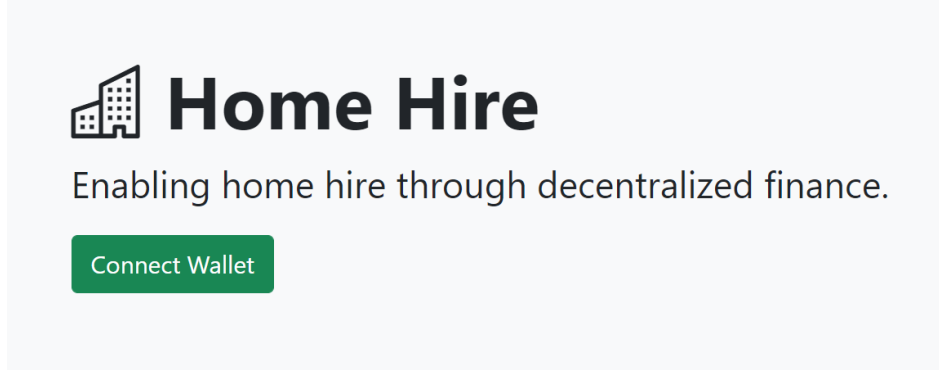 Home Hire
Enabling home hire through decentralized finance.
Connect Wallet